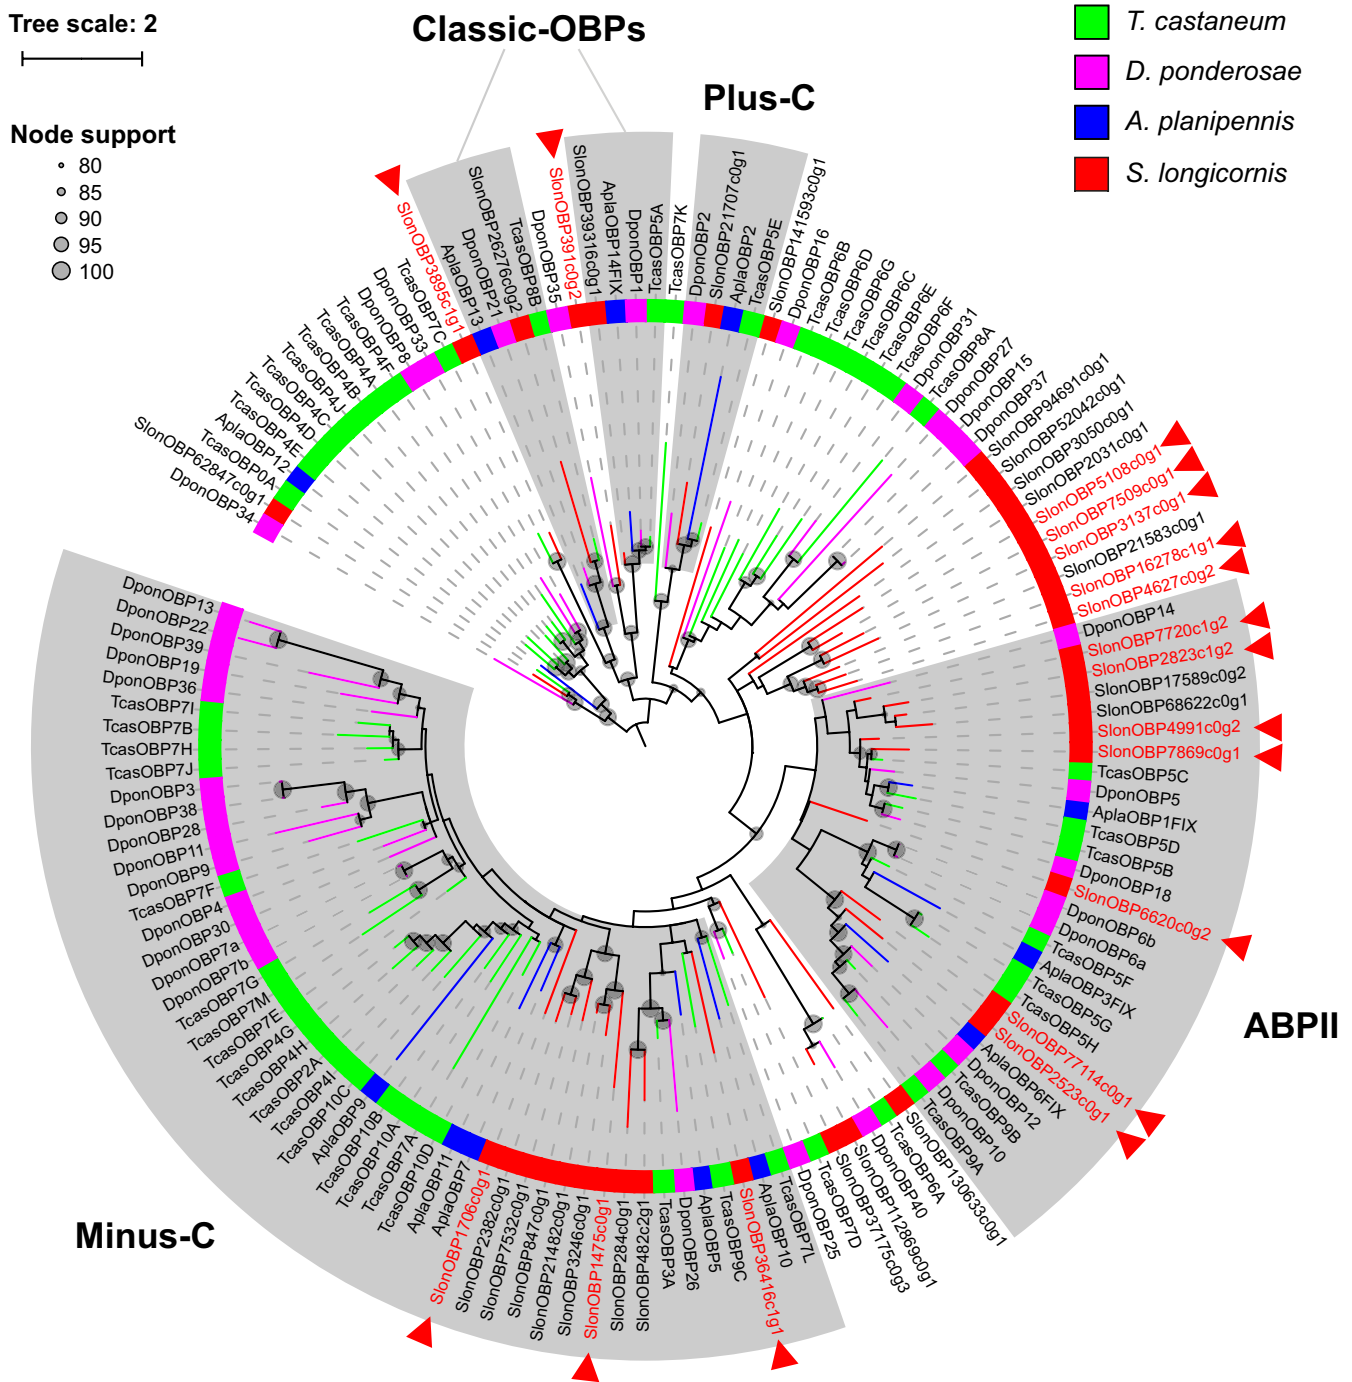 Tree scale: 2
Classic-OBPs
Plus-C
T. castaneum
D. ponderosae
A. planipennis
S. longicornis
Node support
80
85
90
95
100
DponOBP34
SlonOBP62847c0g1
TcasOBP0A
AplaOBP12
TcasOBP4E
TcasOBP4D
TcasOBP4C
TcasOBP4J
TcasOBP4B
TcasOBP4A
TcasOBP4F
DponOBP8
DponOBP33
TcasOBP7C
SlonOBP3895c1g1
AplaOBP13
DponOBP21
SlonOBP26276c0g2
TcasOBP8B
DponOBP35
SlonOBP391c0g2
SlonOBP39316c0g1
AplaOBP14FIX
DponOBP1
TcasOBP5A
TcasOBP7K
DponOBP2
SlonOBP21707c0g1
AplaOBP2
TcasOBP5E
SlonOBP141593c0g1
DponOBP16
TcasOBP6B
TcasOBP6D
TcasOBP6G
TcasOBP6C
TcasOBP6E
TcasOBP6F
DponOBP31
TcasOBP8A
DponOBP27
DponOBP15
DponOBP37
SlonOBP94691c0g1
SlonOBP52042c0g1
SlonOBP3050c0g1
SlonOBP2031c0g1
SlonOBP5108c0g1
SlonOBP7509c0g1
SlonOBP3137c0g1
SlonOBP21583c0g1
SlonOBP16278c1g1
SlonOBP4627c0g2
DponOBP14
SlonOBP7720c1g2
SlonOBP2823c1g2
SlonOBP17589c0g2
SlonOBP68622c0g1
SlonOBP4991c0g2
SlonOBP7869c0g1
TcasOBP5C
DponOBP5
AplaOBP1FIX
TcasOBP5D
TcasOBP5B
DponOBP18
SlonOBP6620c0g2
DponOBP6b
DponOBP6a
TcasOBP5F
AplaOBP3FIX
TcasOBP5G
TcasOBP5H
SlonOBP77114c0g1
SlonOBP2523c0g1
AplaOBP6FIX
DponOBP12
TcasOBP9B
DponOBP10
TcasOBP9A
SlonOBP130633c0g1
TcasOBP6A
DponOBP40
SlonOBP112869c0g1
SlonOBP37175c0g3
TcasOBP7D
DponOBP25
TcasOBP7L
AplaOBP10
SlonOBP36416c1g1
TcasOBP9C
AplaOBP5
DponOBP26
TcasOBP3A
SlonOBP482c2g1
SlonOBP284c0g1
SlonOBP1475c0g1
SlonOBP3246c0g1
SlonOBP21482c0g1
SlonOBP847c0g1
SlonOBP7532c0g1
SlonOBP2382c0g1
SlonOBP1706c0g1
AplaOBP7
AplaOBP11
TcasOBP10D
TcasOBP7A
TcasOBP10A
TcasOBP10B
AplaOBP9
TcasOBP10C
TcasOBP4I
TcasOBP2A
TcasOBP4H
TcasOBP4G
TcasOBP7E
TcasOBP7M
TcasOBP7G
DponOBP7b
DponOBP7a
DponOBP30
DponOBP4
TcasOBP7F
DponOBP9
DponOBP11
DponOBP28
DponOBP38
DponOBP3
TcasOBP7J
TcasOBP7H
TcasOBP7B
TcasOBP7I
DponOBP36
DponOBP19
DponOBP39
DponOBP22
DponOBP13
ABPII
Minus-C